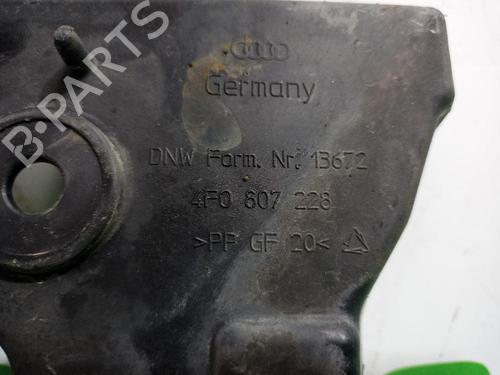 B-PARTS
Germany
DNW Form. Nr: 13672
4F0 807 228
>PP GF 20<